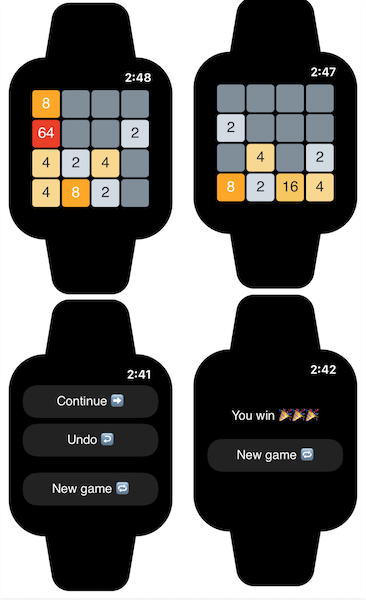 2:48
8
64 2
4 2 4
4 8 2
2:47
2
4 2
8 2 16 4
2:41
Continue ➡️
Undo ↩️
New game 🔁
2:42
You win 🎉🎉🎉
New game 🔁